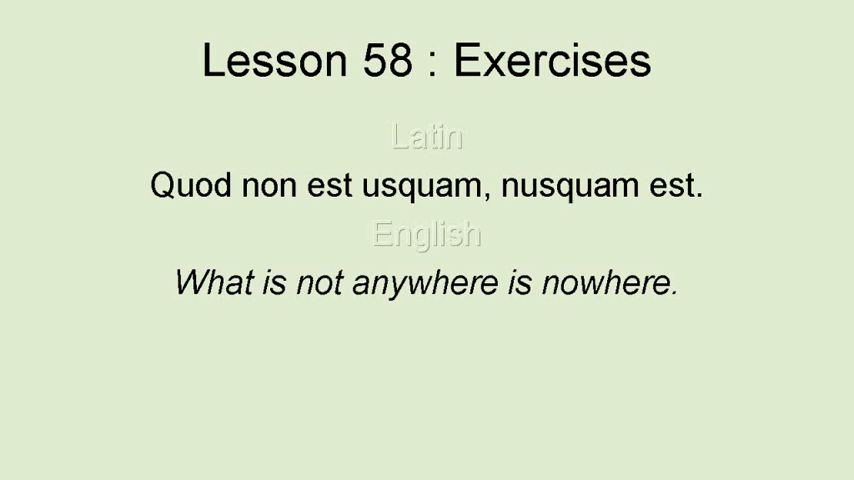 Lesson 58 : Exercises
Latin
Quod non est usquam, nusquam est.
English
What is not anywhere is nowhere.